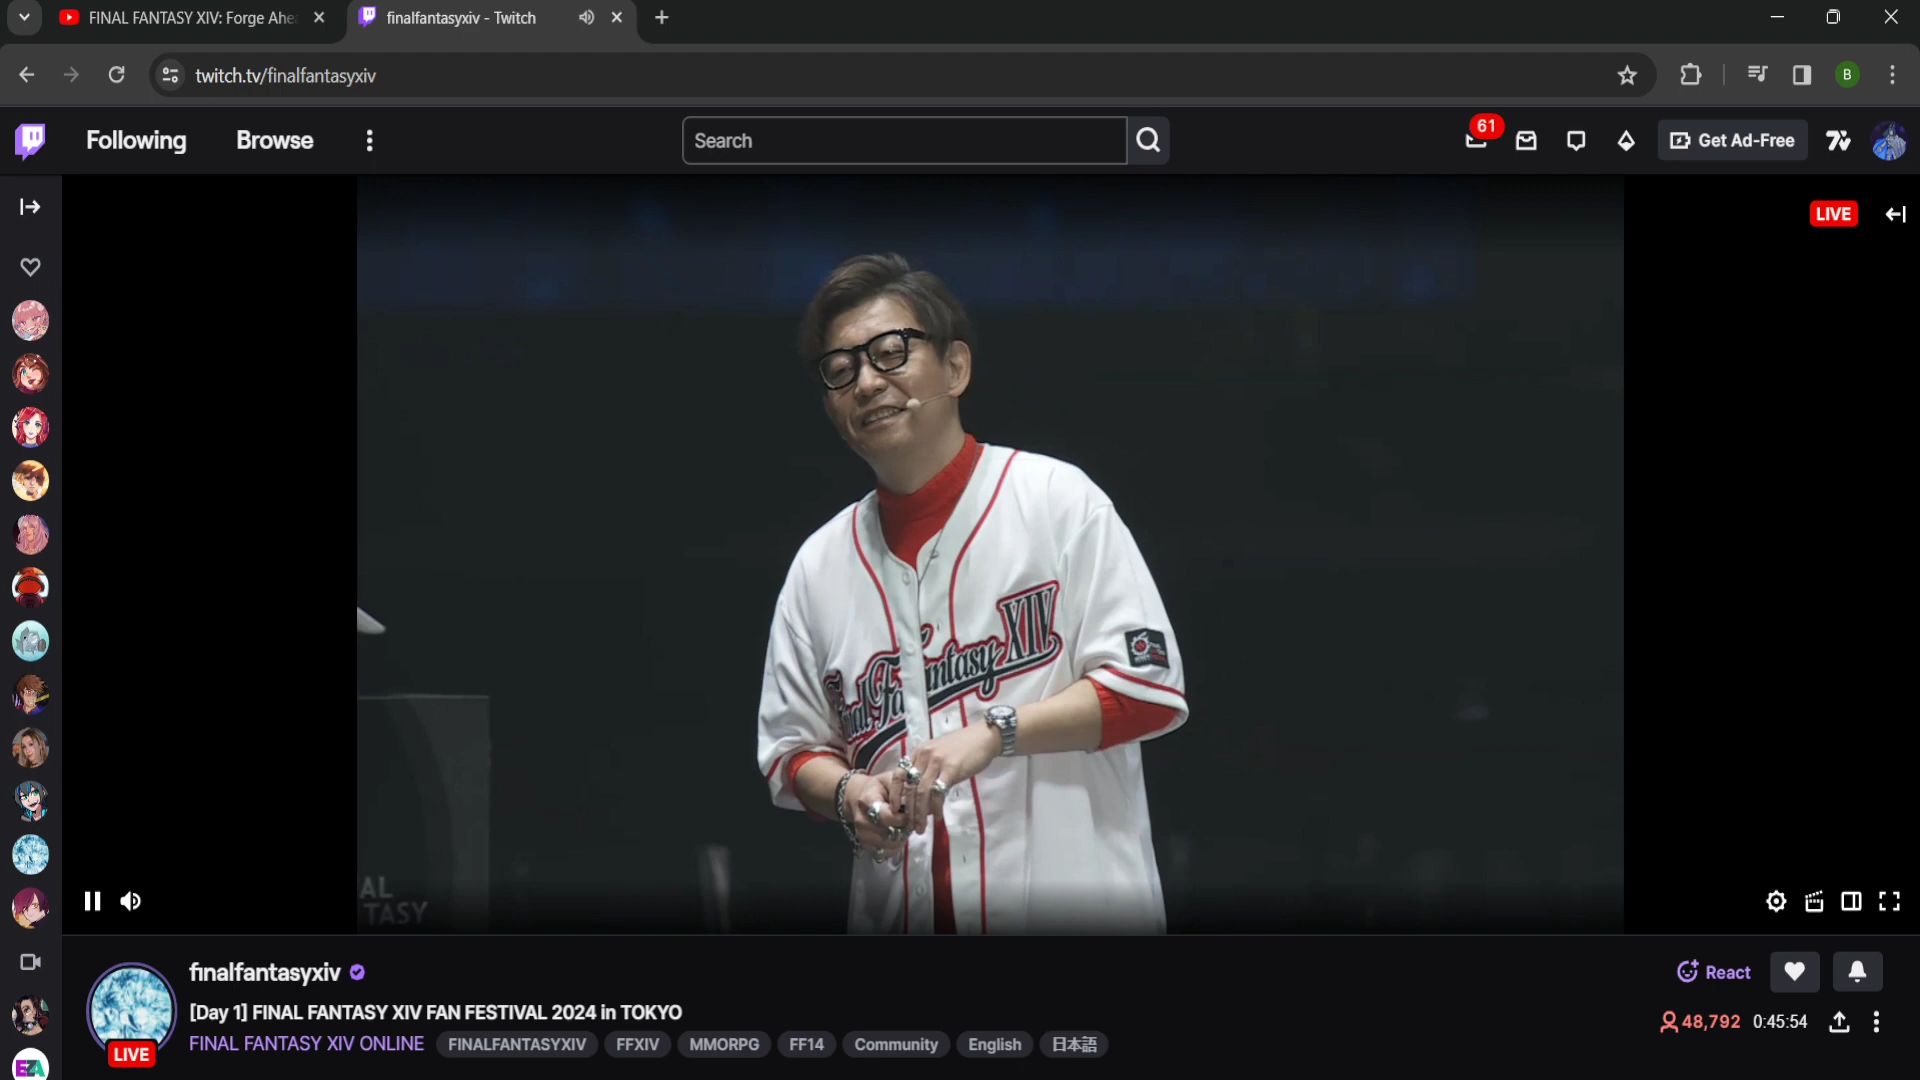 FINAL FANTASY XIV: Forge Ahea
finalfantasyxiv - Twitch
twitch.tv/finalfantasyxiv
B
Following
Browse
Search
61
Get Ad-Free
LIVE
Final Fantasy XIV
AL
TASY
finalfantasyxiv
[Day 1] FINAL FANTASY XIV FAN FESTIVAL 2024 in TOKYO
FINAL FANTASY XIV ONLINE FINALFANTASYXIV FFXIV MMORPG FF14 Community English 日本語
LIVE
React
48,792 0:45:54
EZA